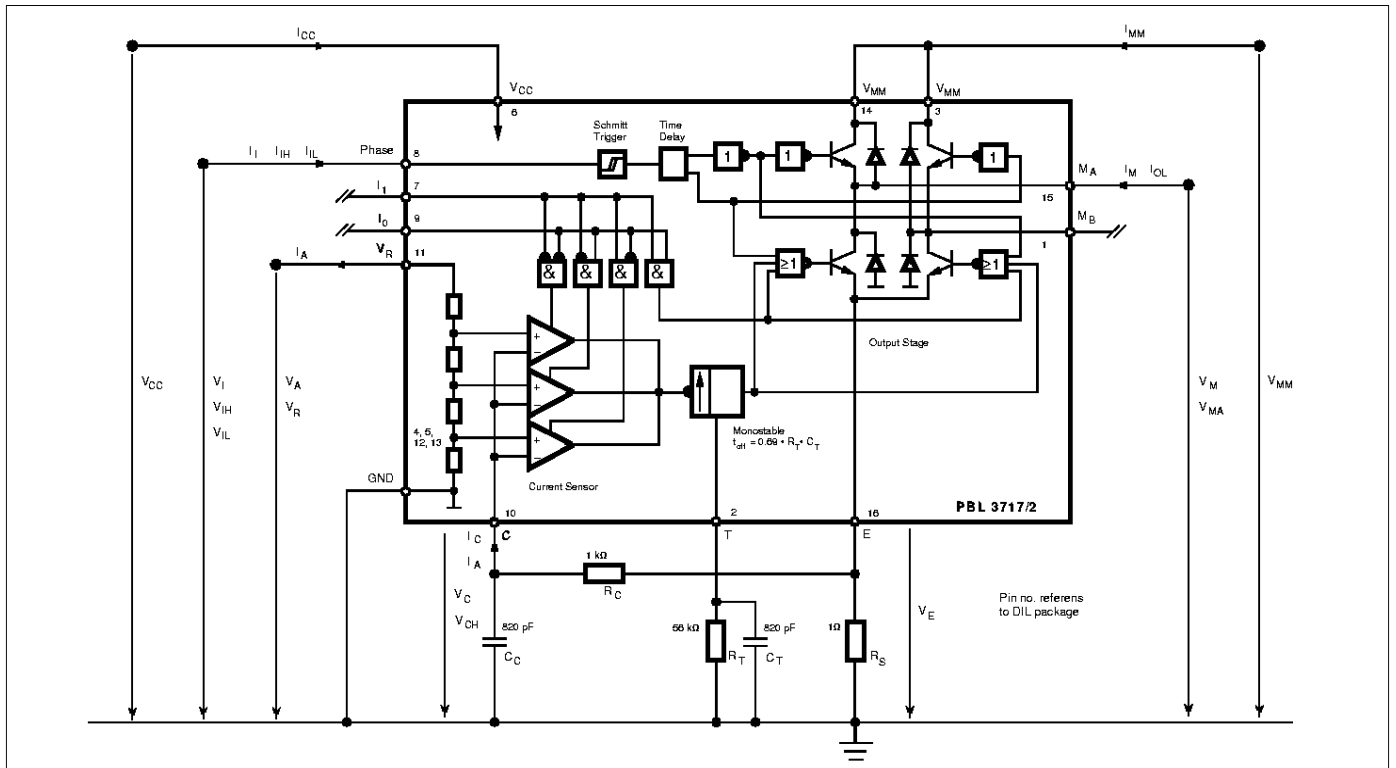 I_CC
I_MM
V_CC
6
V_MM
14
V_MM
3
Schmitt
Trigger
Time
Delay
I_I I_IH I_IL
Phase
8
1
1
1
I_1
7
M_A
I_M I_OL
15
I_0
9
M_B
1
V_R
11
I_A
& & & &
≥1
≥1
Output Stage
+
–
+
–
+
–
V_CC
V_I
V_IH
V_IL
V_A
V_R
V_M
V_MA
V_MM
4, 5,
12, 13
Monostable
t_off = 0.69 • R_T • C_T
GND
Current Sensor
PBL 3717/2
10
2
16
I_C
C
T
E
I_A
1 kΩ
R_C
V_C
V_CH
V_E
Pin no. referens
to DIL package
820 pF
C_C
56 kΩ
R_T
820 pF
C_T
1Ω
R_S